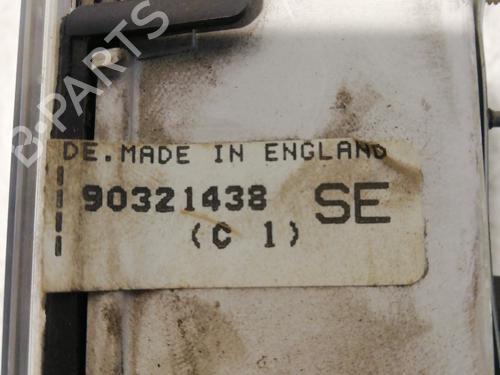 B-PARTS
DE. MADE IN ENGLAND
90321438 SE
(C 1)